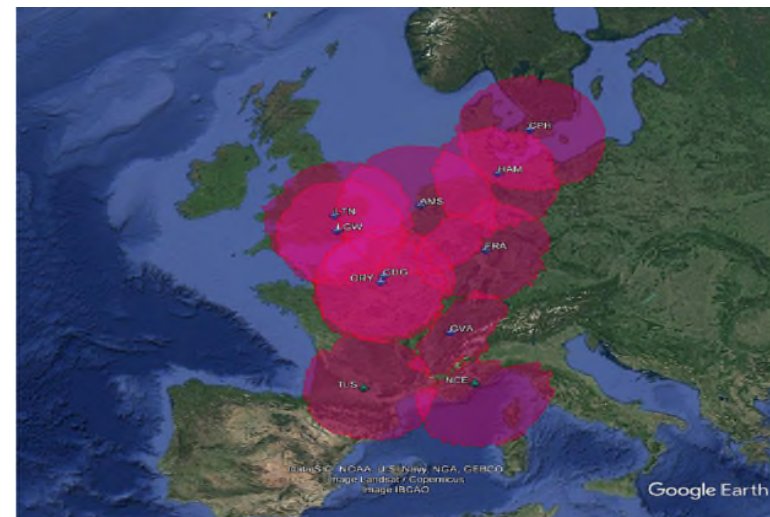 CPH
HAM
AMS
LTN
LGW
FRA
CDG
ORY
GVA
TLS
NCE
Data SIO, NOAA, U.S. Navy, NGA, GEBCO
Image Landsat / Copernicus
Image IBCAO
Google Earth